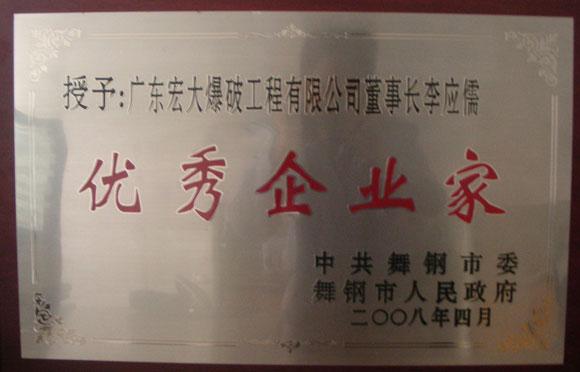 授予:广东宏大爆破工程有限公司董事长李应儒
优秀企业家
中共舞钢市委
舞钢市人民政府
二〇〇八年四月